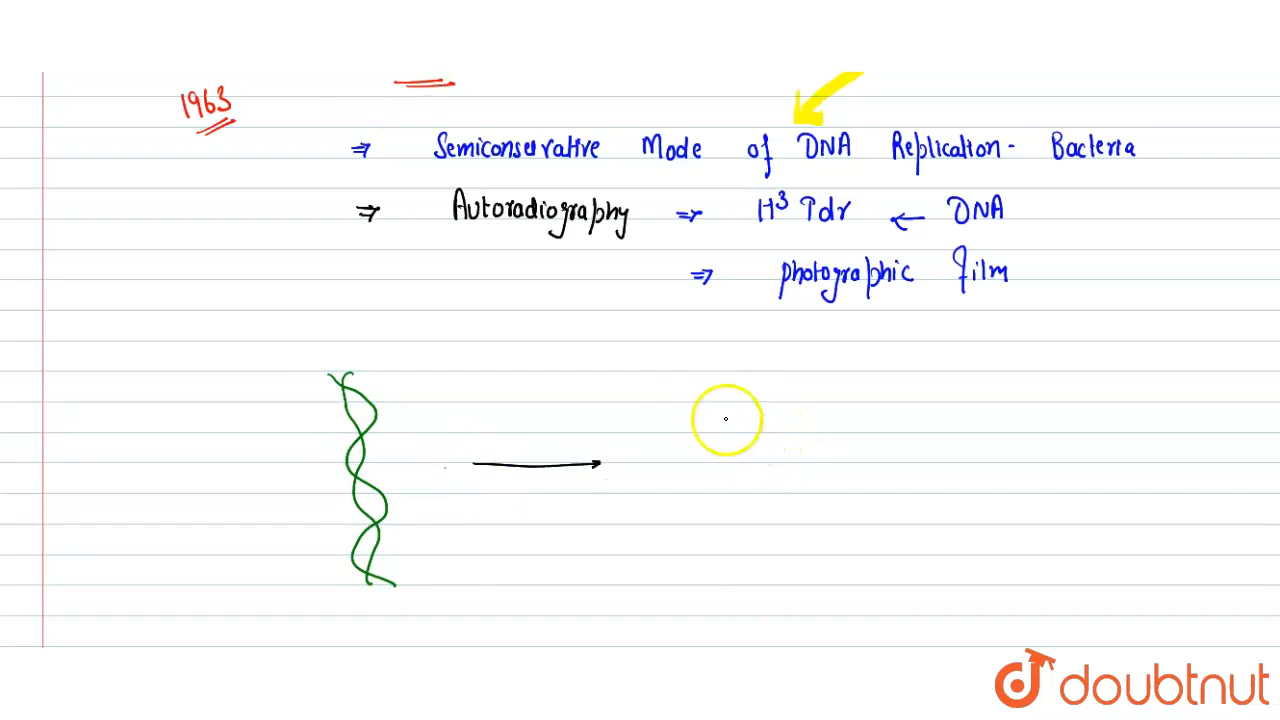 1963
⇒ Semiconservative Mode of DNA Replication - Bacteria
⇒ Autoradiography ⇒ H³ Tdr ← DNA
⇒ photographic film
doubtnut